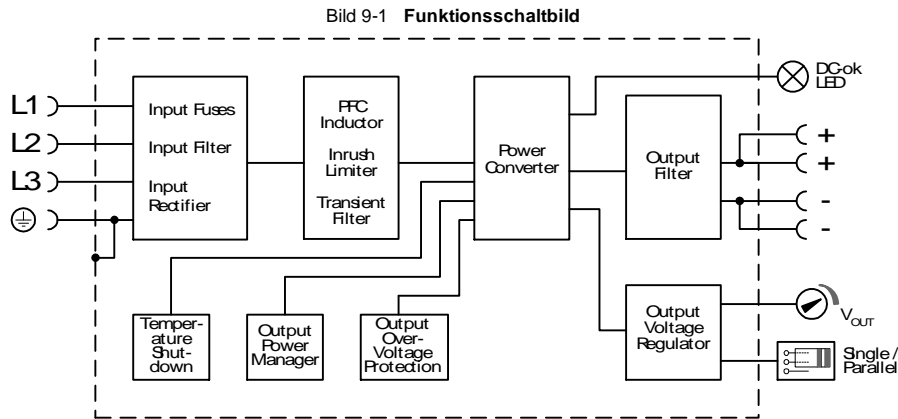 Bild 9-1 Funktionsschaltbild
L1
L2
L3
Input Fuses
Input Filter
Input
Rectifier
PFC
Inductor
Inrush
Limiter
Transient
Filter
Power
Converter
Output
Filter
DC-ok
LED
+
+
-
-
Temper-
ature
Shut-
down
Output
Power
Manager
Output
Over-
Voltage
Protection
Output
Voltage
Regulator
VOUT
Single /
Parallel